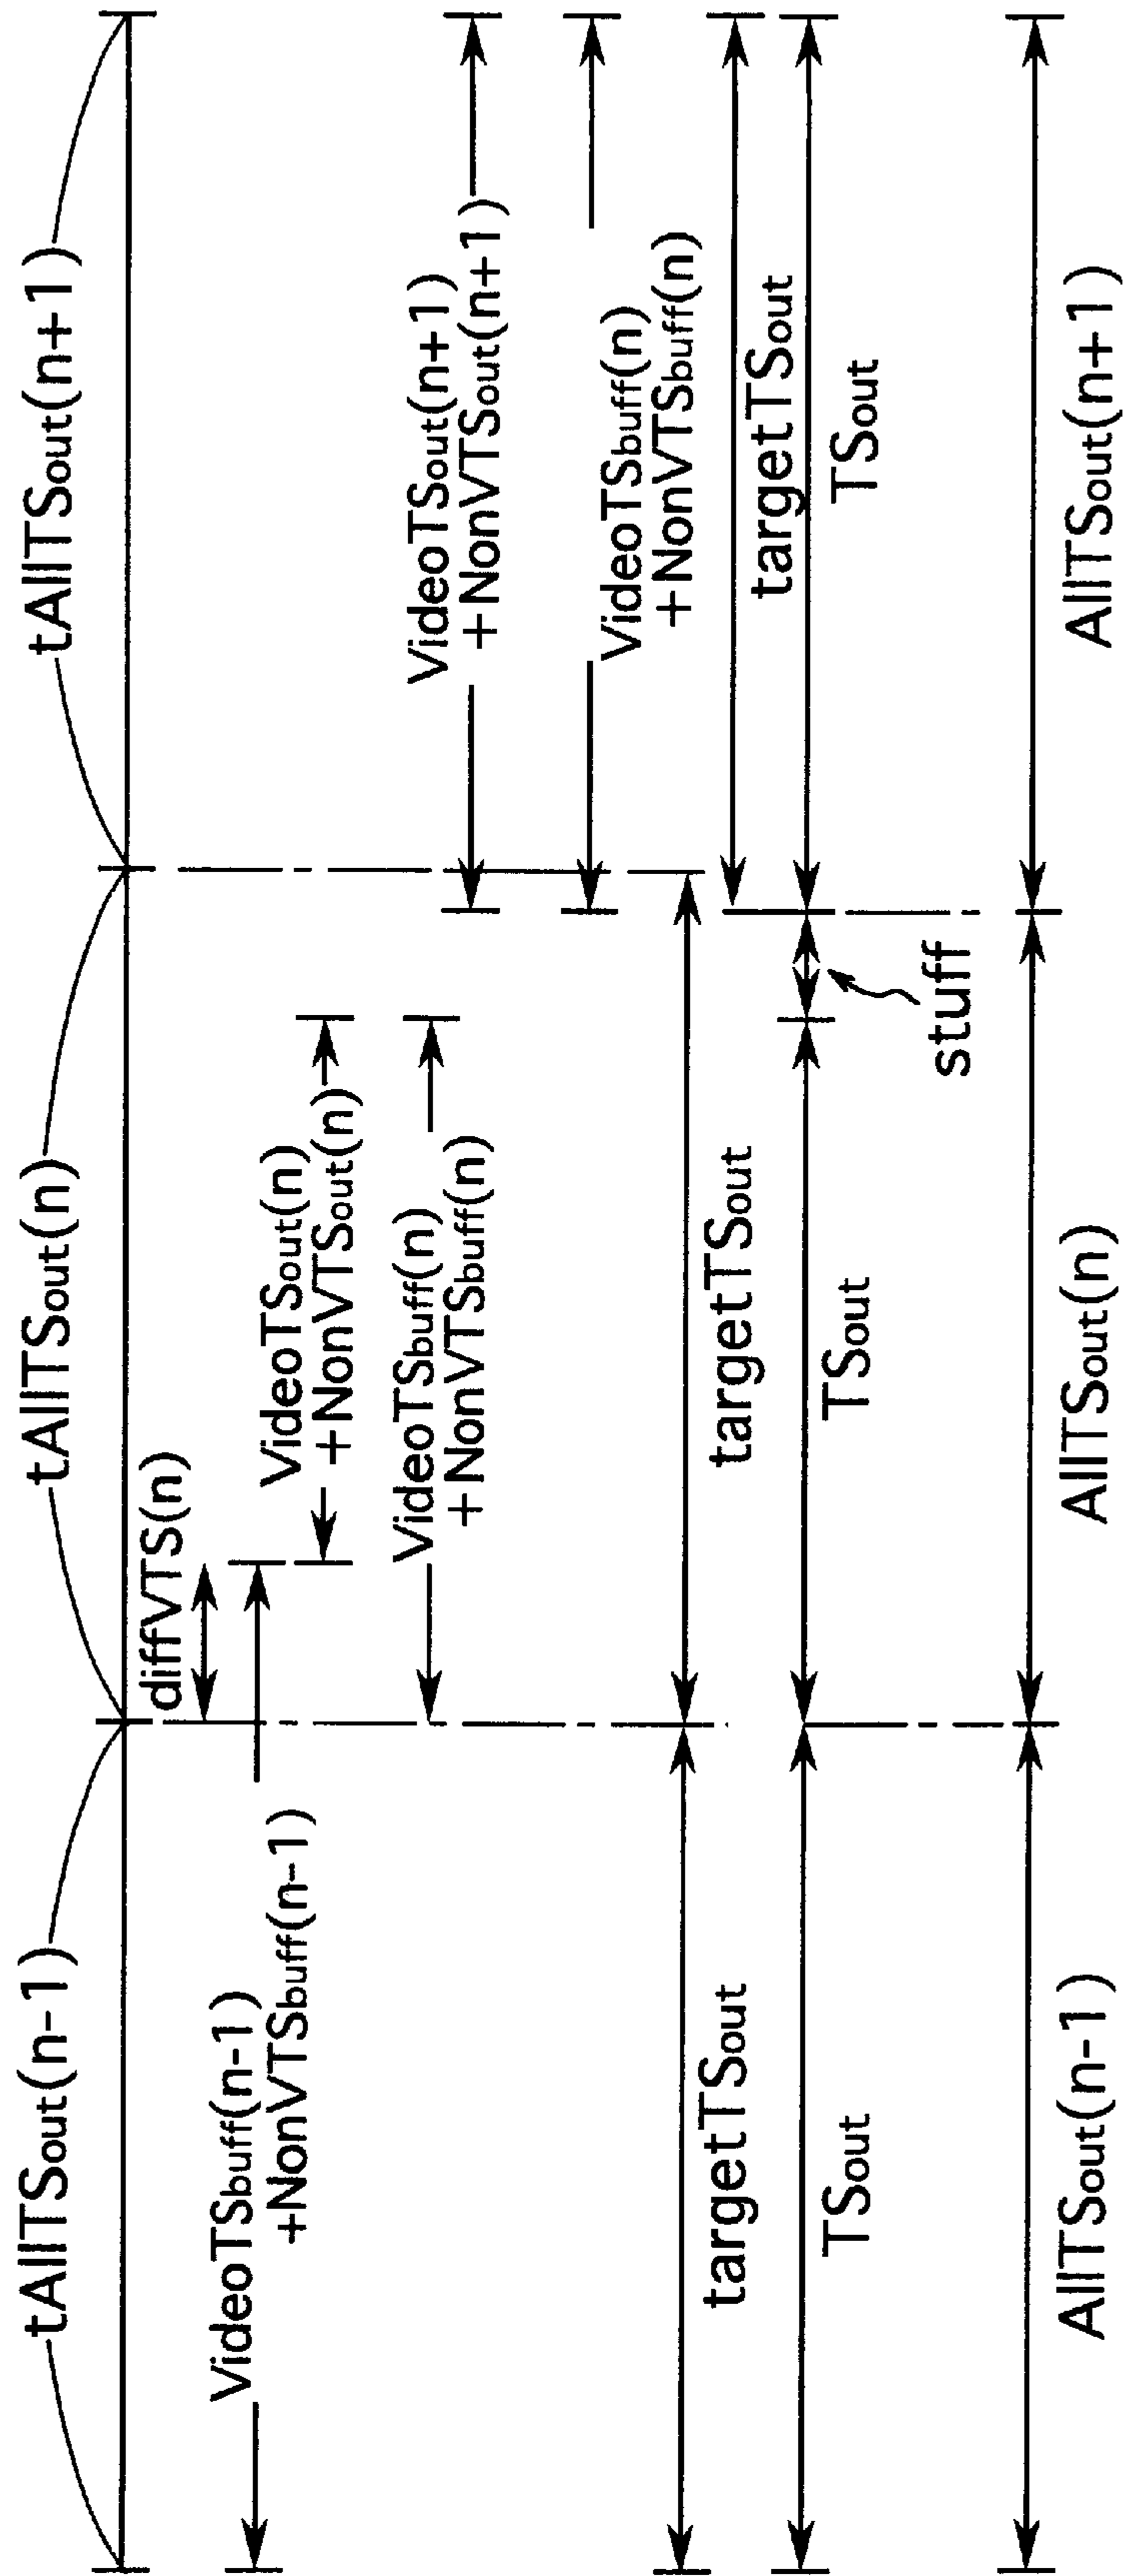 tAllTSout(n-1)
tAllTSout(n)
tAllTSout(n+1)
diffVTS(n)
VideoTSbuff(n-1)
+NonVTSbuff(n-1)
VideoTSout(n)
+NonVTSout(n)
VideoTSbuff(n)
+NonVTSbuff(n)
VideoTSout(n+1)
+NonVTSout(n+1)
VideoTSbuff(n)
+NonVTSbuff(n)
targetTSout
targetTSout
targetTSout
TSout
TSout
TSout
stuff
AllTSout(n-1)
AllTSout(n)
AllTSout(n+1)